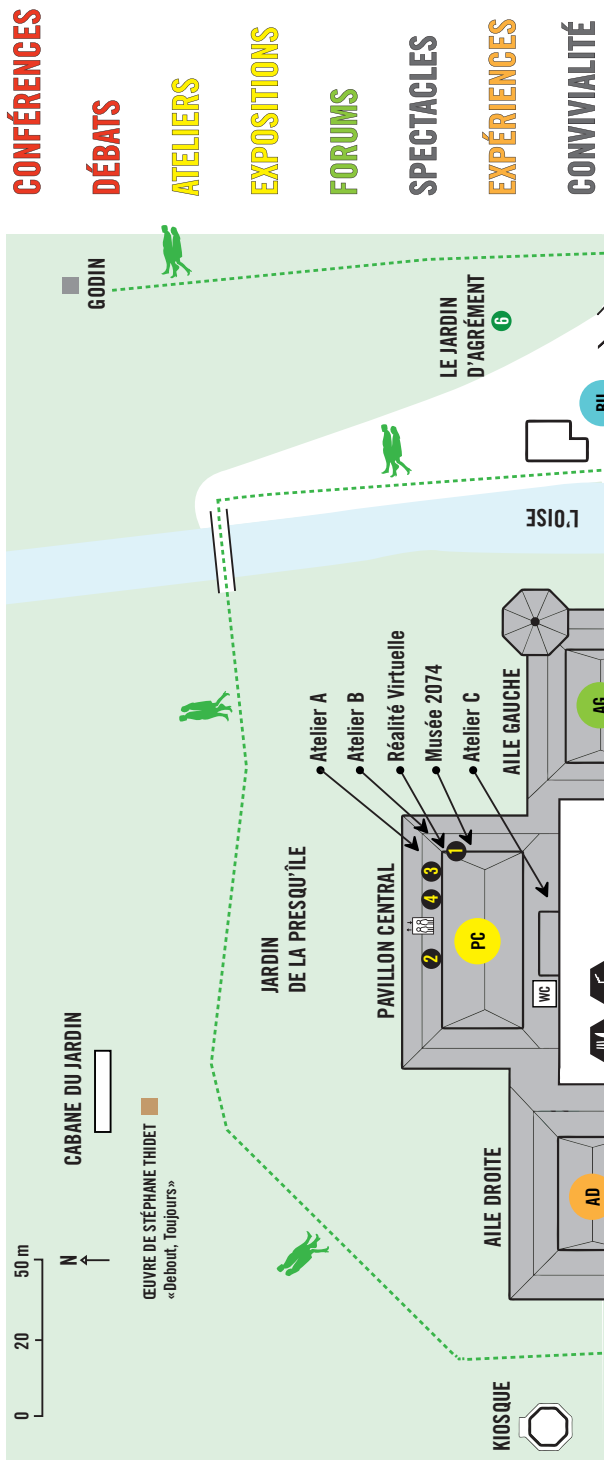 0 20 50 m
N
CABANE DU JARDIN
ŒUVRE DE STÉPHANE THIDET
«Debout, Toujours»
KIOSQUE
JARDIN
DE LA PRESQU'ÎLE
AILE DROITE
AD
PAVILLON CENTRAL
2
4
3
1
PC
WC
Atelier A
Atelier B
Réalité Virtuelle
Musée 2074
Atelier C
AILE GAUCHE
AG
L'OISE
GODIN
LE JARDIN
D'AGRÉMENT
6
CONFÉRENCES
DÉBATS
ATELIERS
EXPOSITIONS
FORUMS
SPECTACLES
EXPÉRIENCES
CONVIVIALITÉ